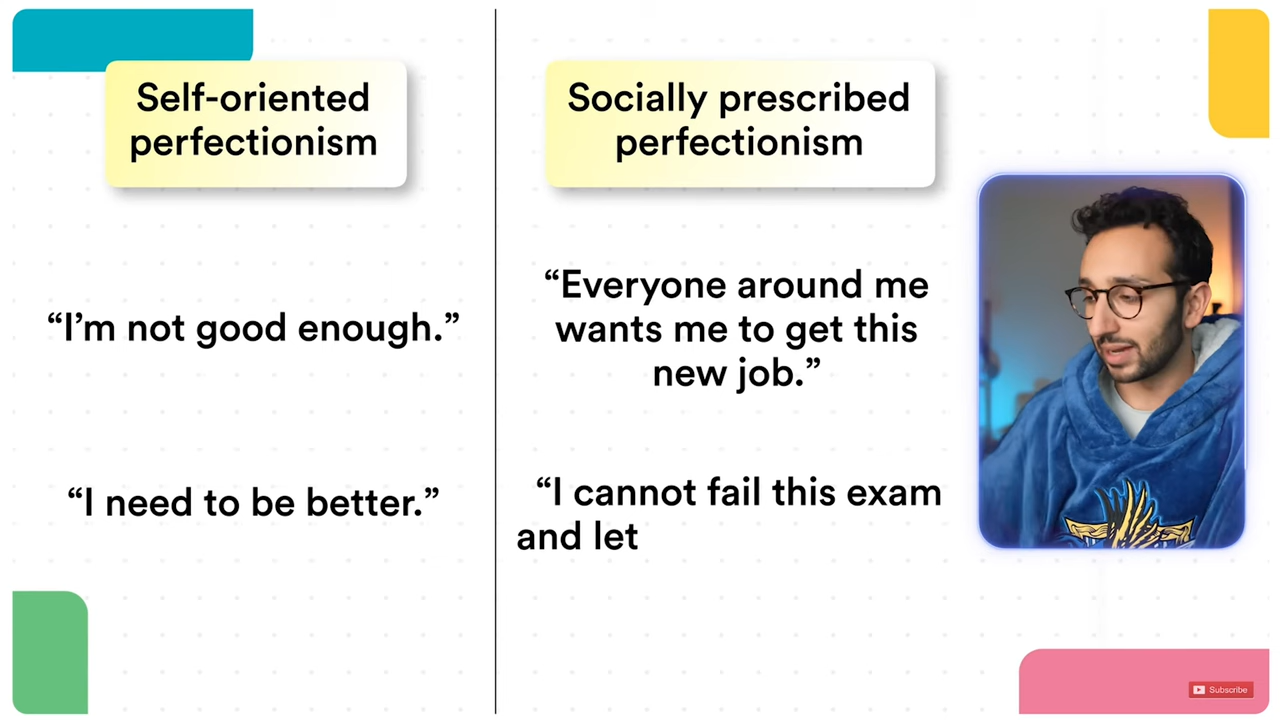 Self-oriented
perfectionism
“I’m not good enough.”
“I need to be better.”
Socially prescribed
perfectionism
“Everyone around me
wants me to get this
new job.”
“I cannot fail this exam
and let
Subscribe